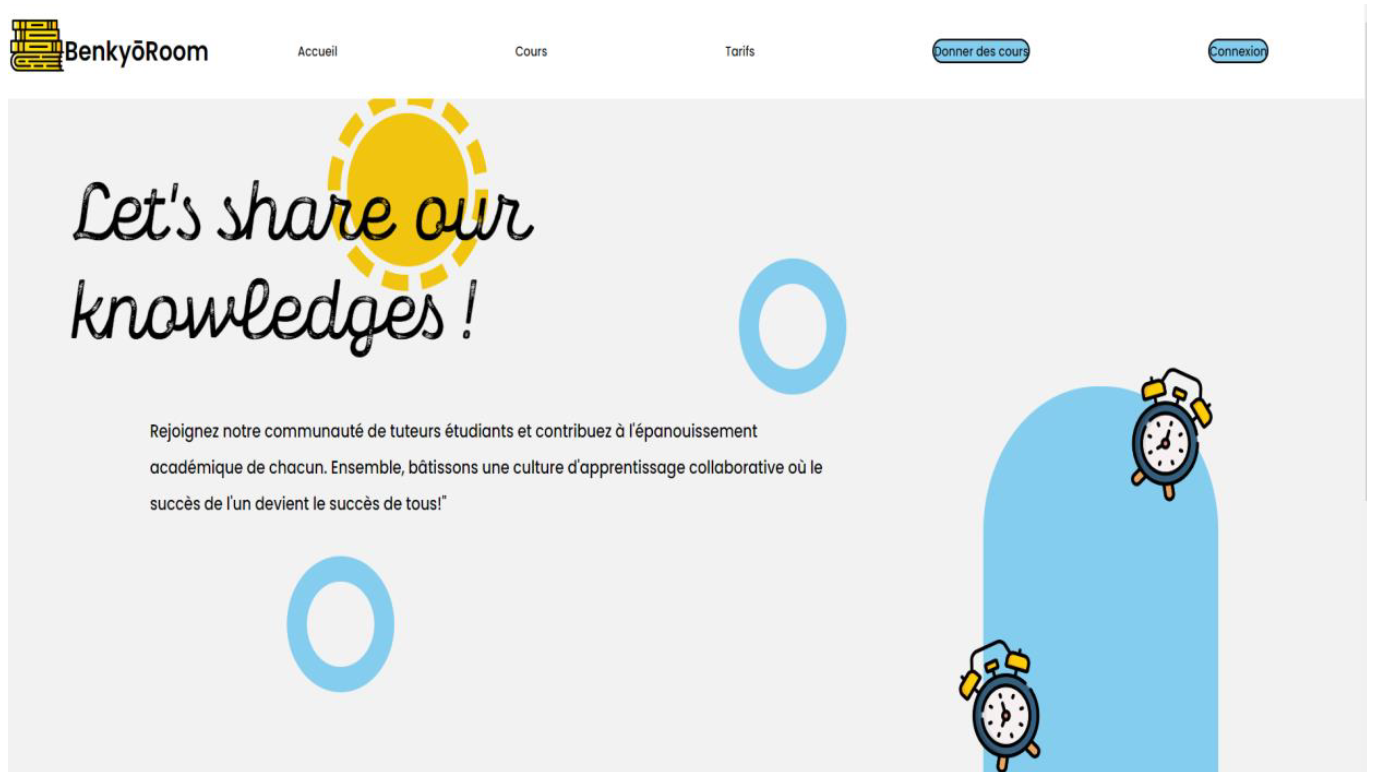 BenkyōRoom
Accueil
Cours
Tarifs
Donner des cours
Connexion
Let's share our
knowledges !
Rejoignez notre communauté de tuteurs étudiants et contribuez à l'épanouissement
académique de chacun. Ensemble, bâtissons une culture d'apprentissage collaborative où le
succès de l'un devient le succès de tous!"